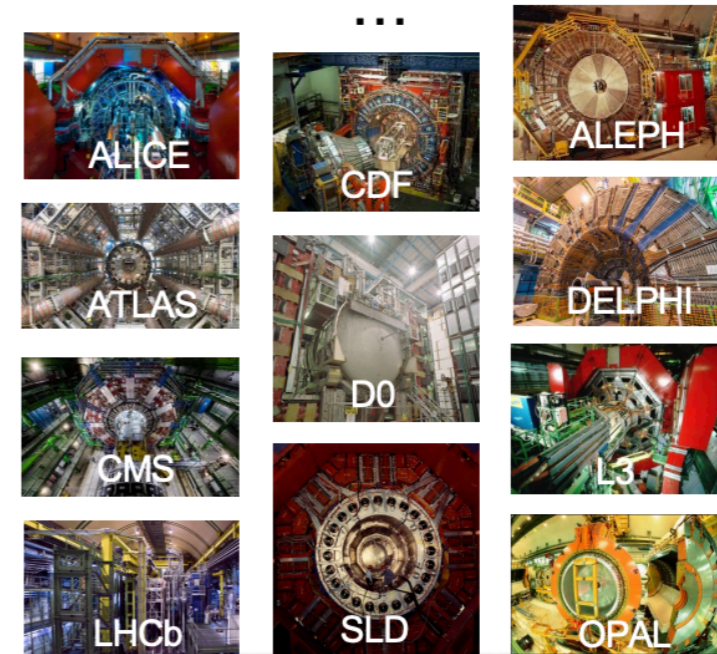 ...
ALICE
ATLAS
CMS
LHCb
CDF
D0
SLD
ALEPH
DELPHI
L3
OPAL